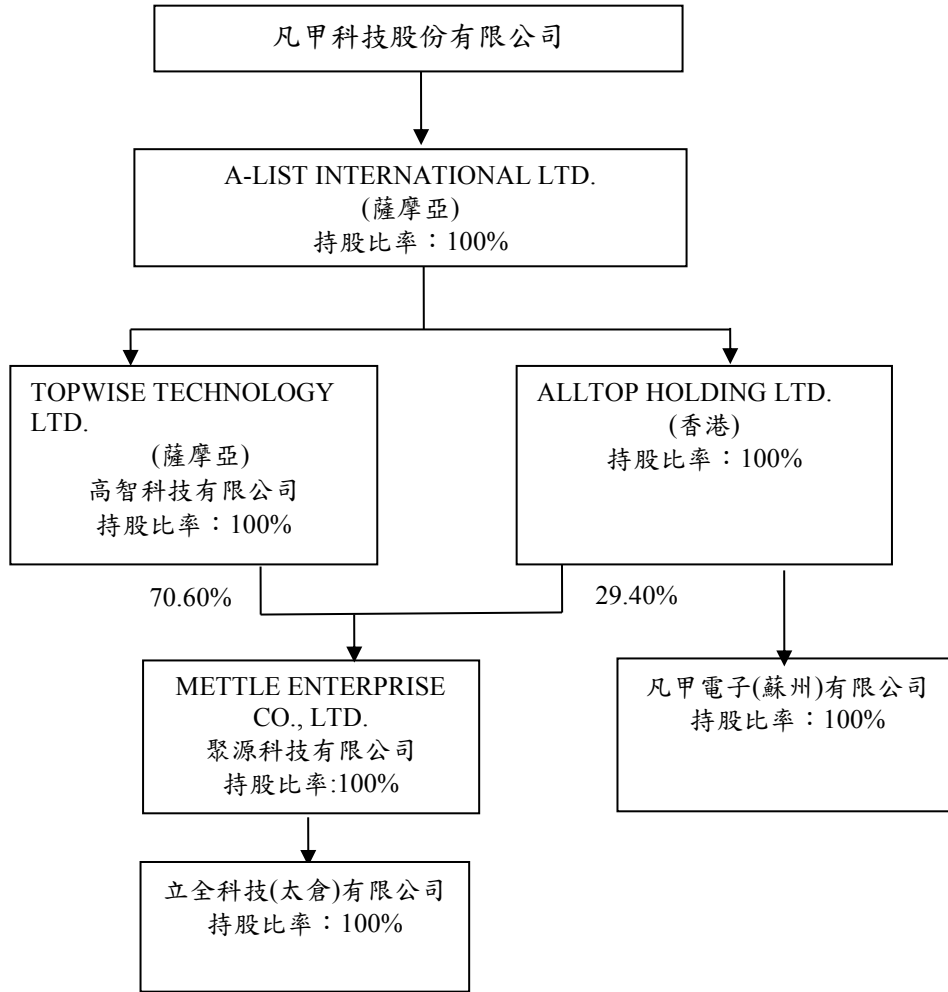 凡甲科技股份有限公司
A-LIST INTERNATIONAL LTD.
(薩摩亞)
持股比率：100%
TOPWISE TECHNOLOGY
LTD.
(薩摩亞)
高智科技有限公司
持股比率：100%
ALLTOP HOLDING LTD.
(香港)
持股比率：100%
70.60%
29.40%
METTLE ENTERPRISE
CO., LTD.
聚源科技有限公司
持股比率:100%
凡甲電子(蘇州)有限公司
持股比率：100%
立全科技(太倉)有限公司
持股比率：100%